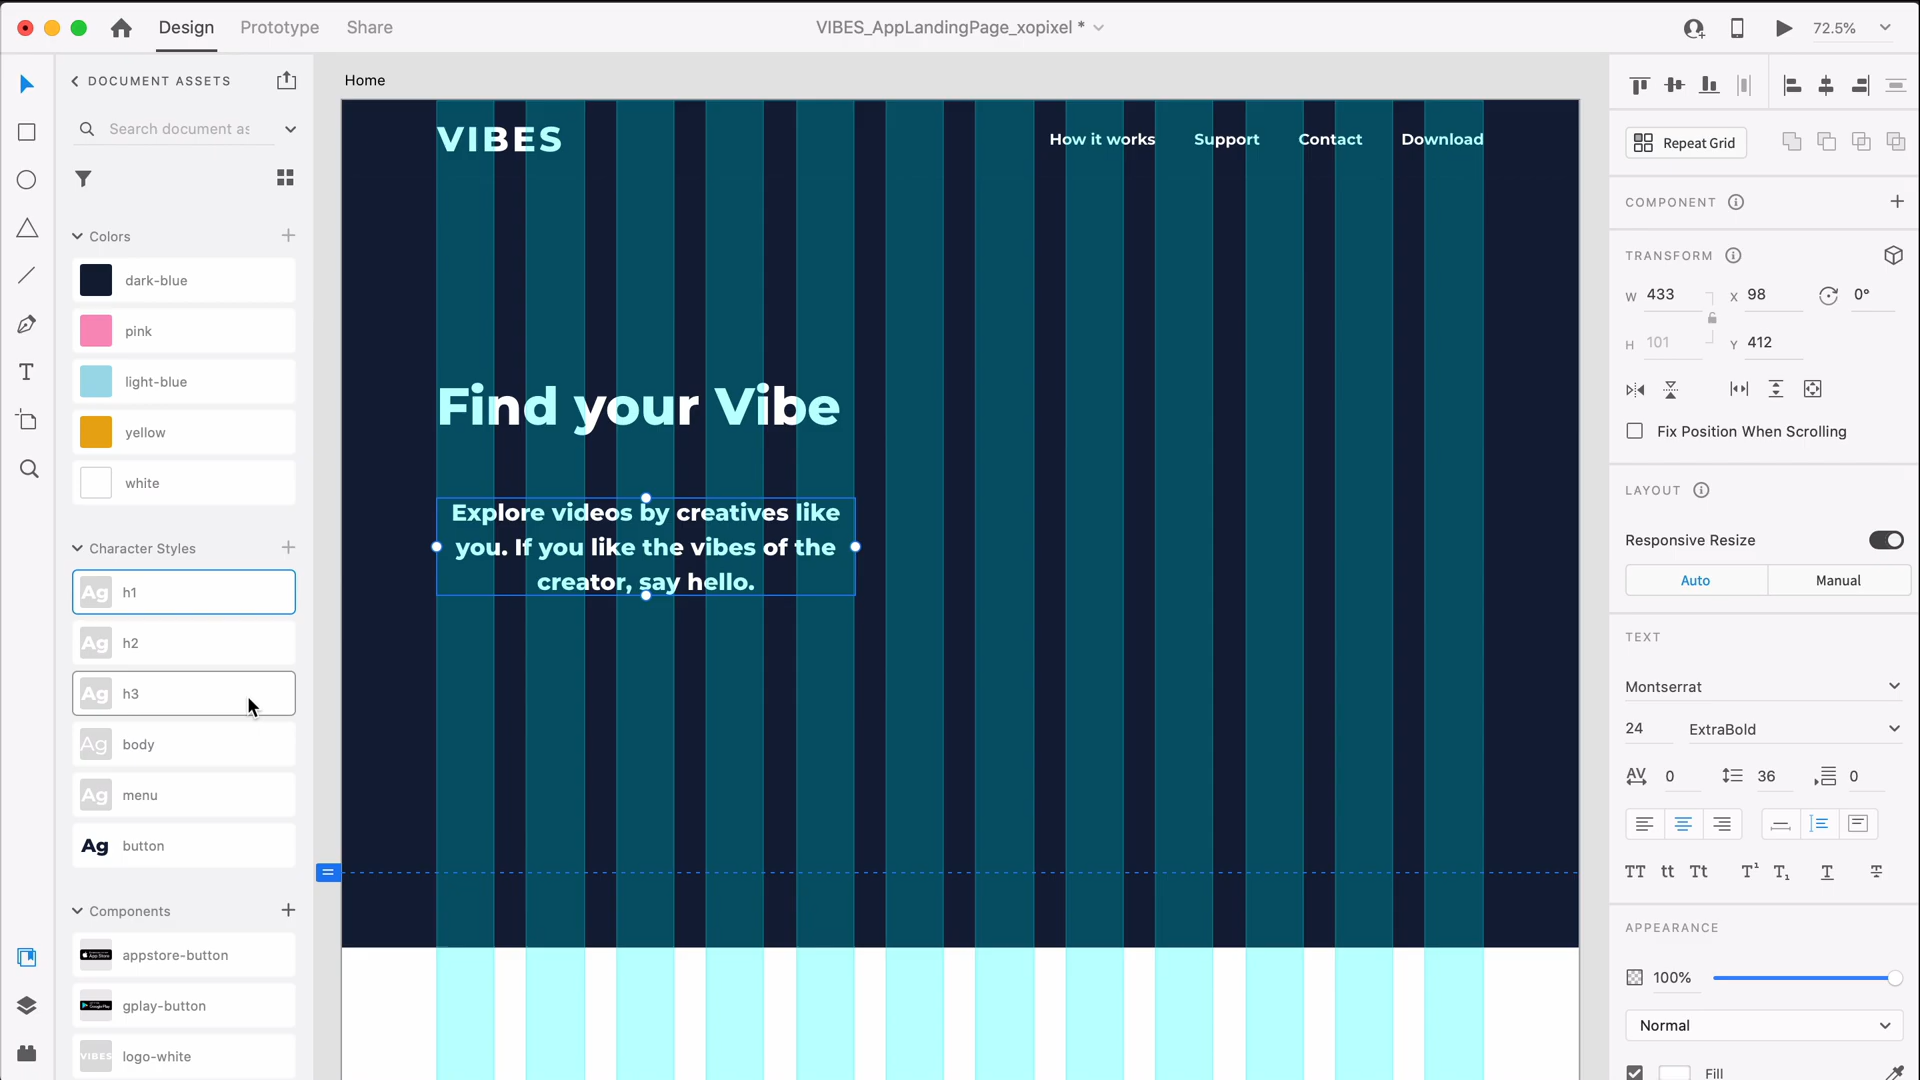 Design
Prototype
Share
VIBES_AppLandingPage_xopixel *
72.5%
DOCUMENT ASSETS
Search document as
Colors
dark-blue
pink
light-blue
yellow
white
Character Styles
Ag h1
Ag h2
Ag h3
Ag body
Ag menu
Ag button
Components
appstore-button
gplay-button
VIBES logo-white
Home
VIBES
How it works
Support
Contact
Download
Find your Vibe
Explore videos by creatives like
you. If you like the vibes of the
creator, say hello.
Repeat Grid
COMPONENT
TRANSFORM
W 433
X 98
0°
H 101
Y 412
Fix Position When Scrolling
LAYOUT
Responsive Resize
Auto
Manual
TEXT
Montserrat
24
ExtraBold
AV 0
36
0
TT tt Tt T¹ T₁ T T
APPEARANCE
100%
Normal
Fill